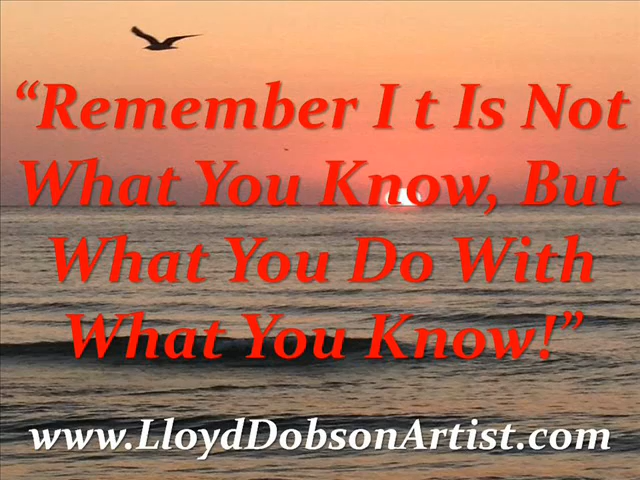 “Remember I t Is Not
What You Know, But
What You Do With
What You Know!”
www.LloydDobsonArtist.com